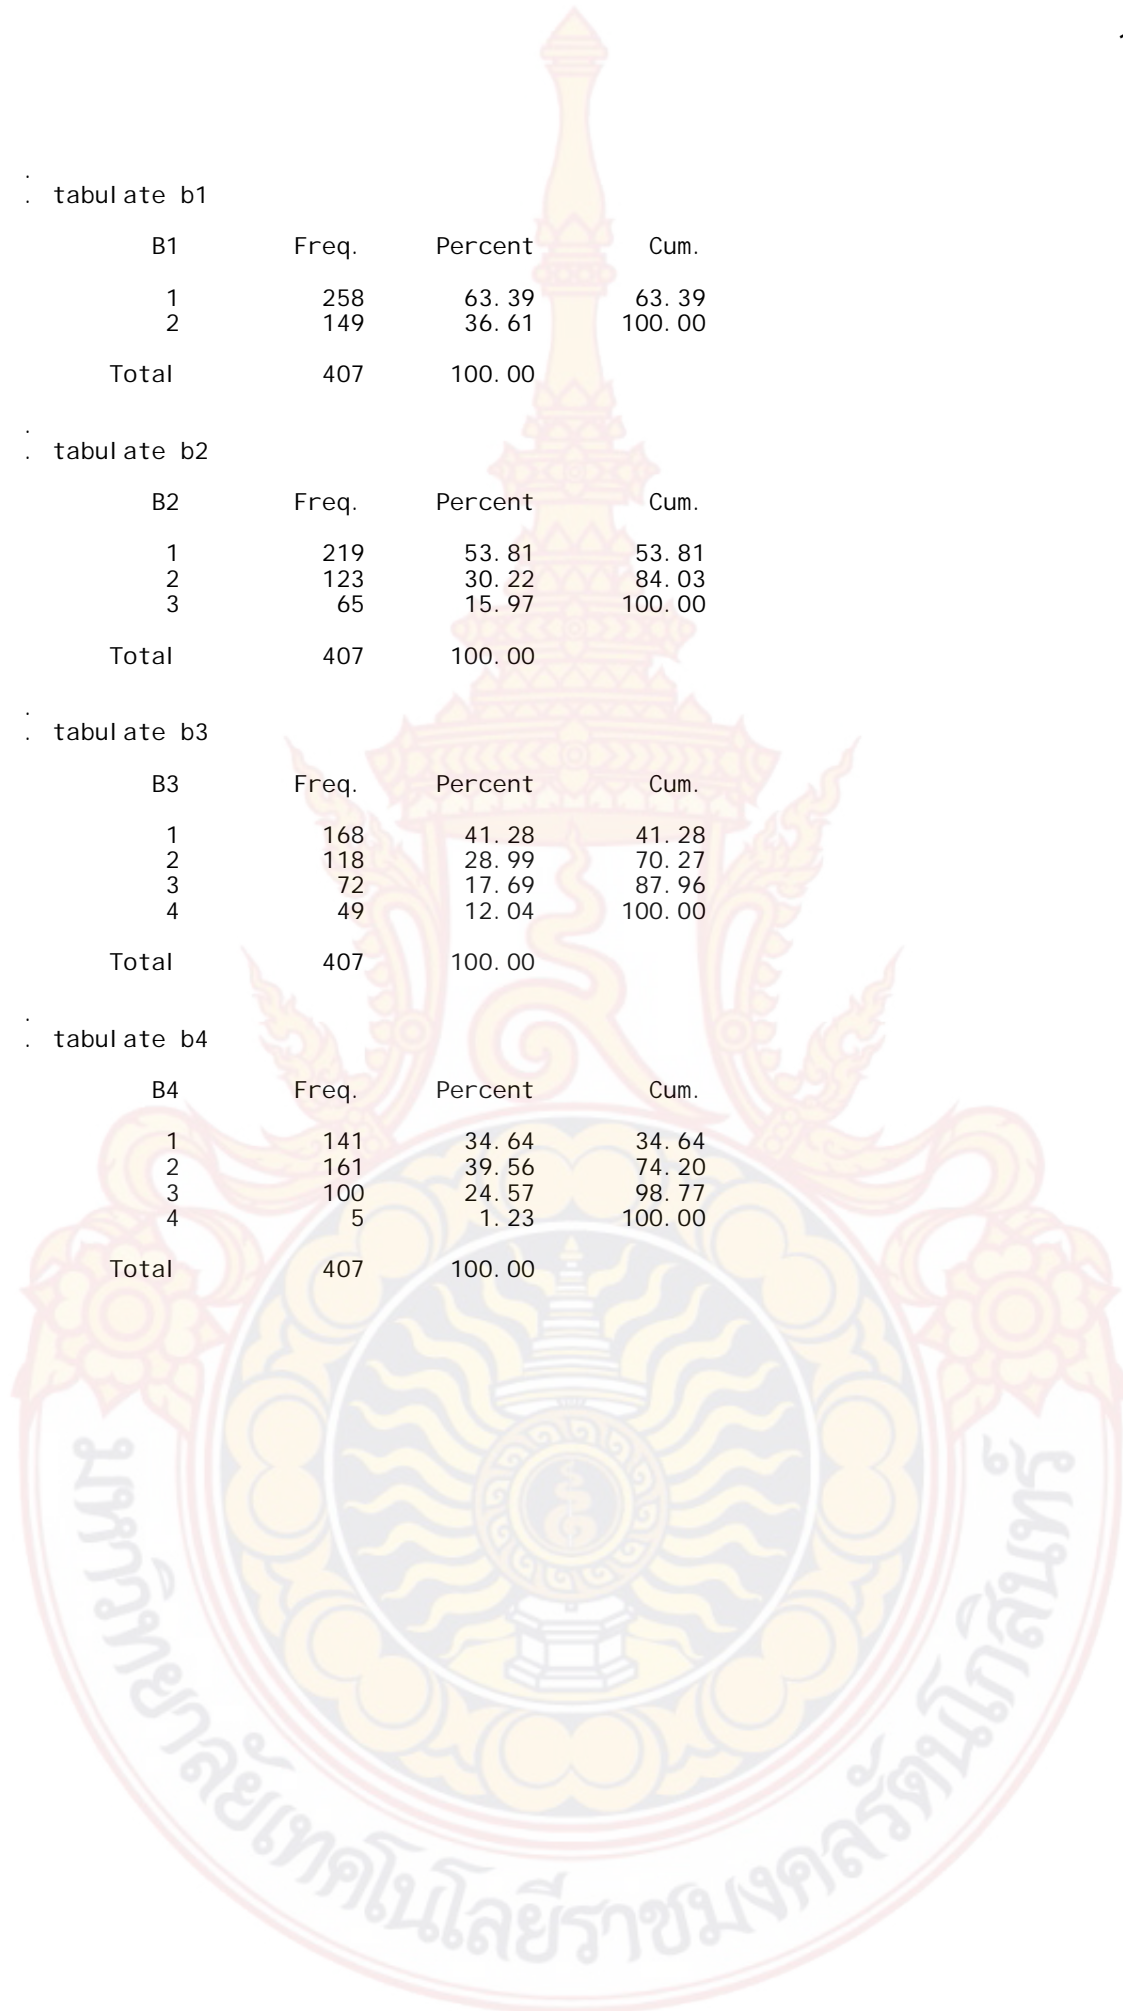 .
. tabulate b1
B1 Freq. Percent Cum.
1 258 63.39 63.39
2 149 36.61 100.00
Total 407 100.00
.
. tabulate b2
B2 Freq. Percent Cum.
1 219 53.81 53.81
2 123 30.22 84.03
3 65 15.97 100.00
Total 407 100.00
.
. tabulate b3
B3 Freq. Percent Cum.
1 168 41.28 41.28
2 118 28.99 70.27
3 72 17.69 87.96
4 49 12.04 100.00
Total 407 100.00
.
. tabulate b4
B4 Freq. Percent Cum.
1 141 34.64 34.64
2 161 39.56 74.20
3 100 24.57 98.77
4 5 1.23 100.00
Total 407 100.00
มหาวิทยาลัยเทคโนโลยีราชมงคลรัตนโกสินทร์